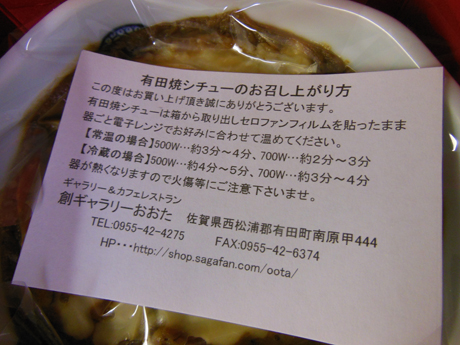 有田焼シチューのお召し上がり方
この度はお買い上げ頂き誠にありがとうございます。
有田焼シチューは箱から取り出しセロファンフィルムを貼ったまま
器ごと電子レンジでお好みに合わせて温めてください。
【常温の場合】500W…約3分〜4分、700W…約2分〜3分
【冷蔵の場合】500W…約4分〜5分、700W…約3分〜4分
器が熱くなりますので火傷等にご注意下さいませ。
ギャラリー&カフェレストラン
創ギャラリーおおた 佐賀県西松浦郡有田町南原甲444
TEL:0955-42-4275 FAX:0955-42-6374
HP・・・http://shop.sagafan.com/oota/